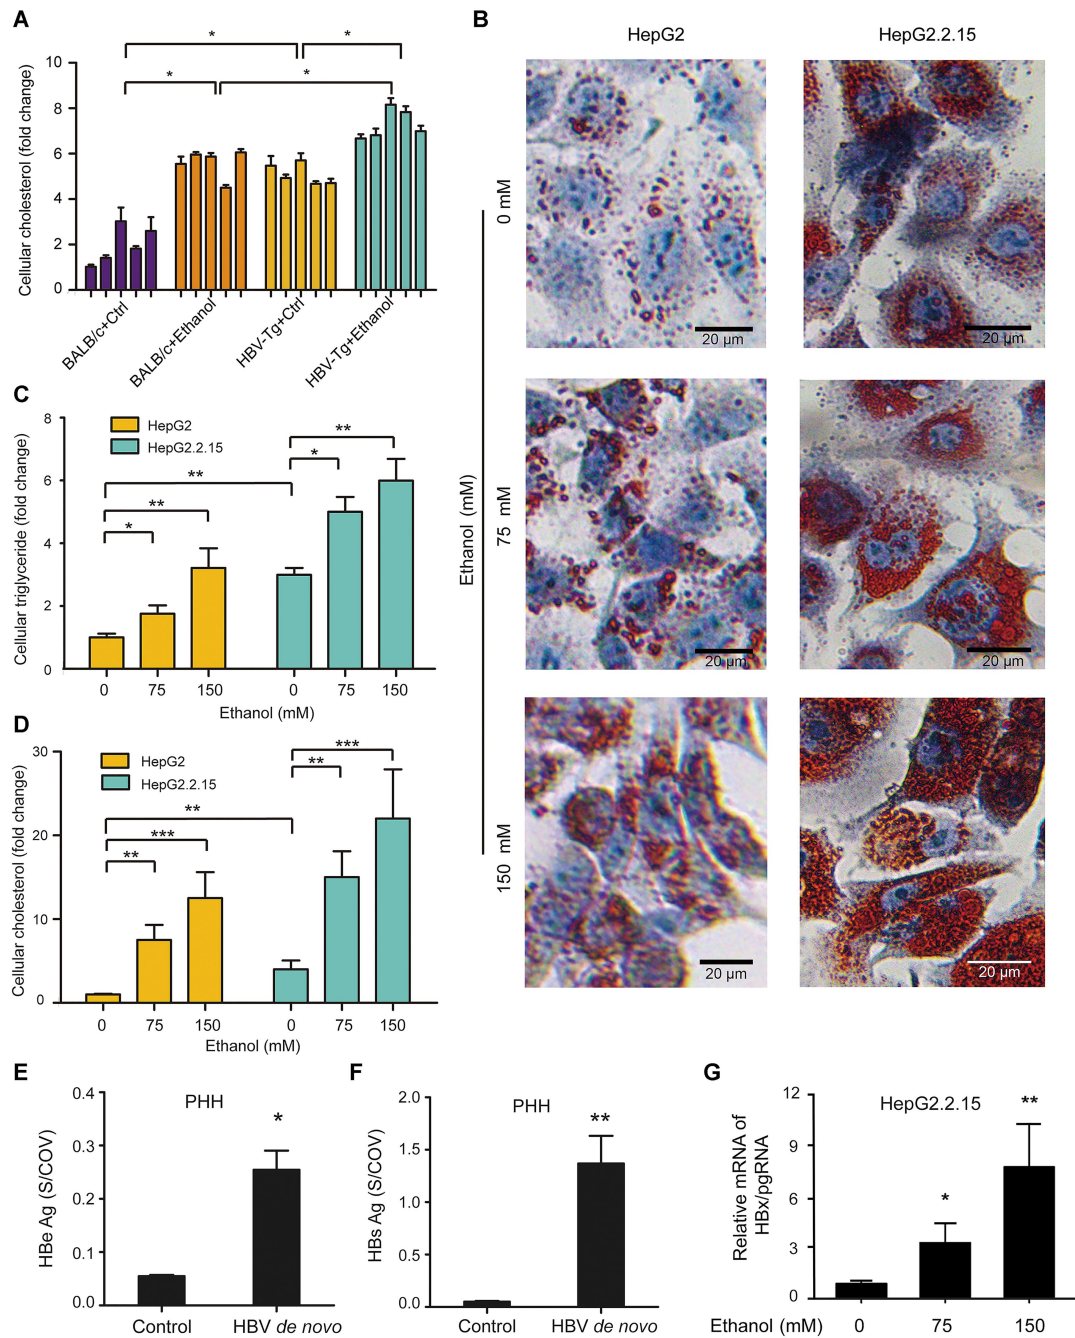 A
* *
* *
Cellular cholesterol (fold change)
10
8
6
4
2
0
BALB/c+Ctrl
BALB/c+Ethanol
HBV-Tg+Ctrl
HBV-Tg+Ethanol
B
HepG2 HepG2.2.15
Ethanol (mM)
0 mM
20 µm 20 µm
75 mM
20 µm 20 µm
150 mM
20 µm 20 µm
C
Cellular triglyceride (fold change)
8
6
4
2
0
HepG2
HepG2.2.15
** *
** *
** *
0 75 150 0 75 150
Ethanol (mM)
D
Cellular cholesterol (fold change)
30
20
10
0
HepG2
HepG2.2.15
*** **
** *** **
0 75 150 0 75 150
Ethanol (mM)
E
PHH
*
HBe Ag (S/COV)
0.4
0.3
0.2
0.1
0.0
Control HBV de novo
F
PHH
**
HBs Ag (S/COV)
2.0
1.5
1.0
0.5
0.0
Control HBV de novo
G
HepG2.2.15
* **
Relative mRNA of
HBx/pgRNA
12
9
6
3
0
Ethanol (mM) 0 75 150